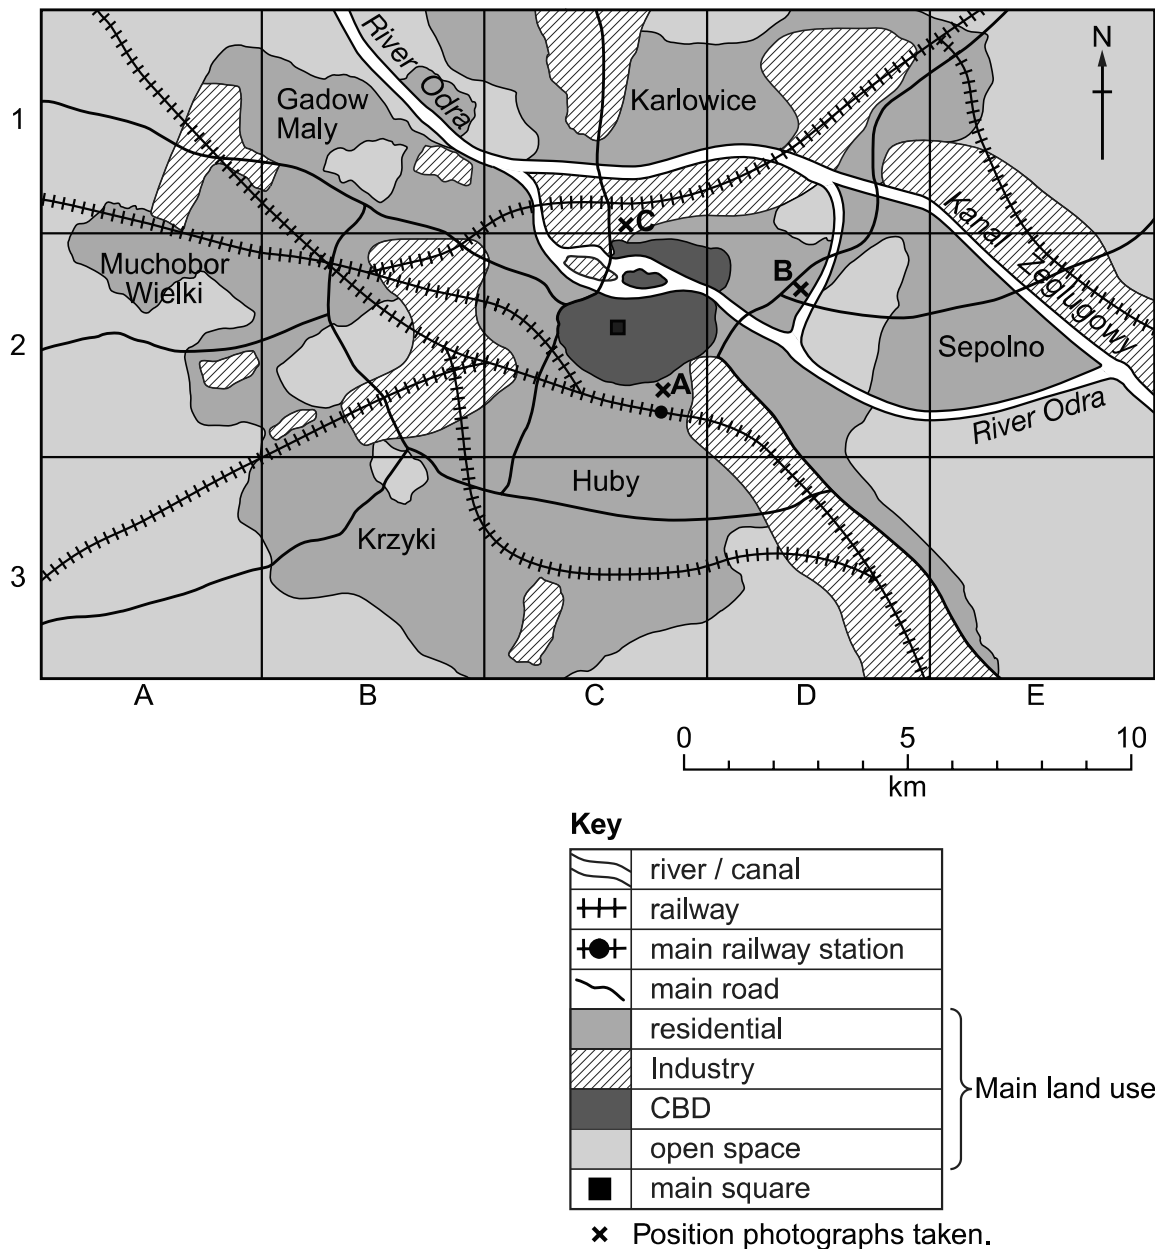 River Odra
N
Gadow
Maly
Karlowice
1
C
Kanal
Zeglugowy
Muchobor
Wielki
B
2
Sepolno
A
River Odra
Huby
Krzyki
3
A B C D E
0 5 10
km
Key
river / canal
railway
main railway station
main road
residential
Industry
CBD
open space
Main land use
main square
× Position photographs taken.